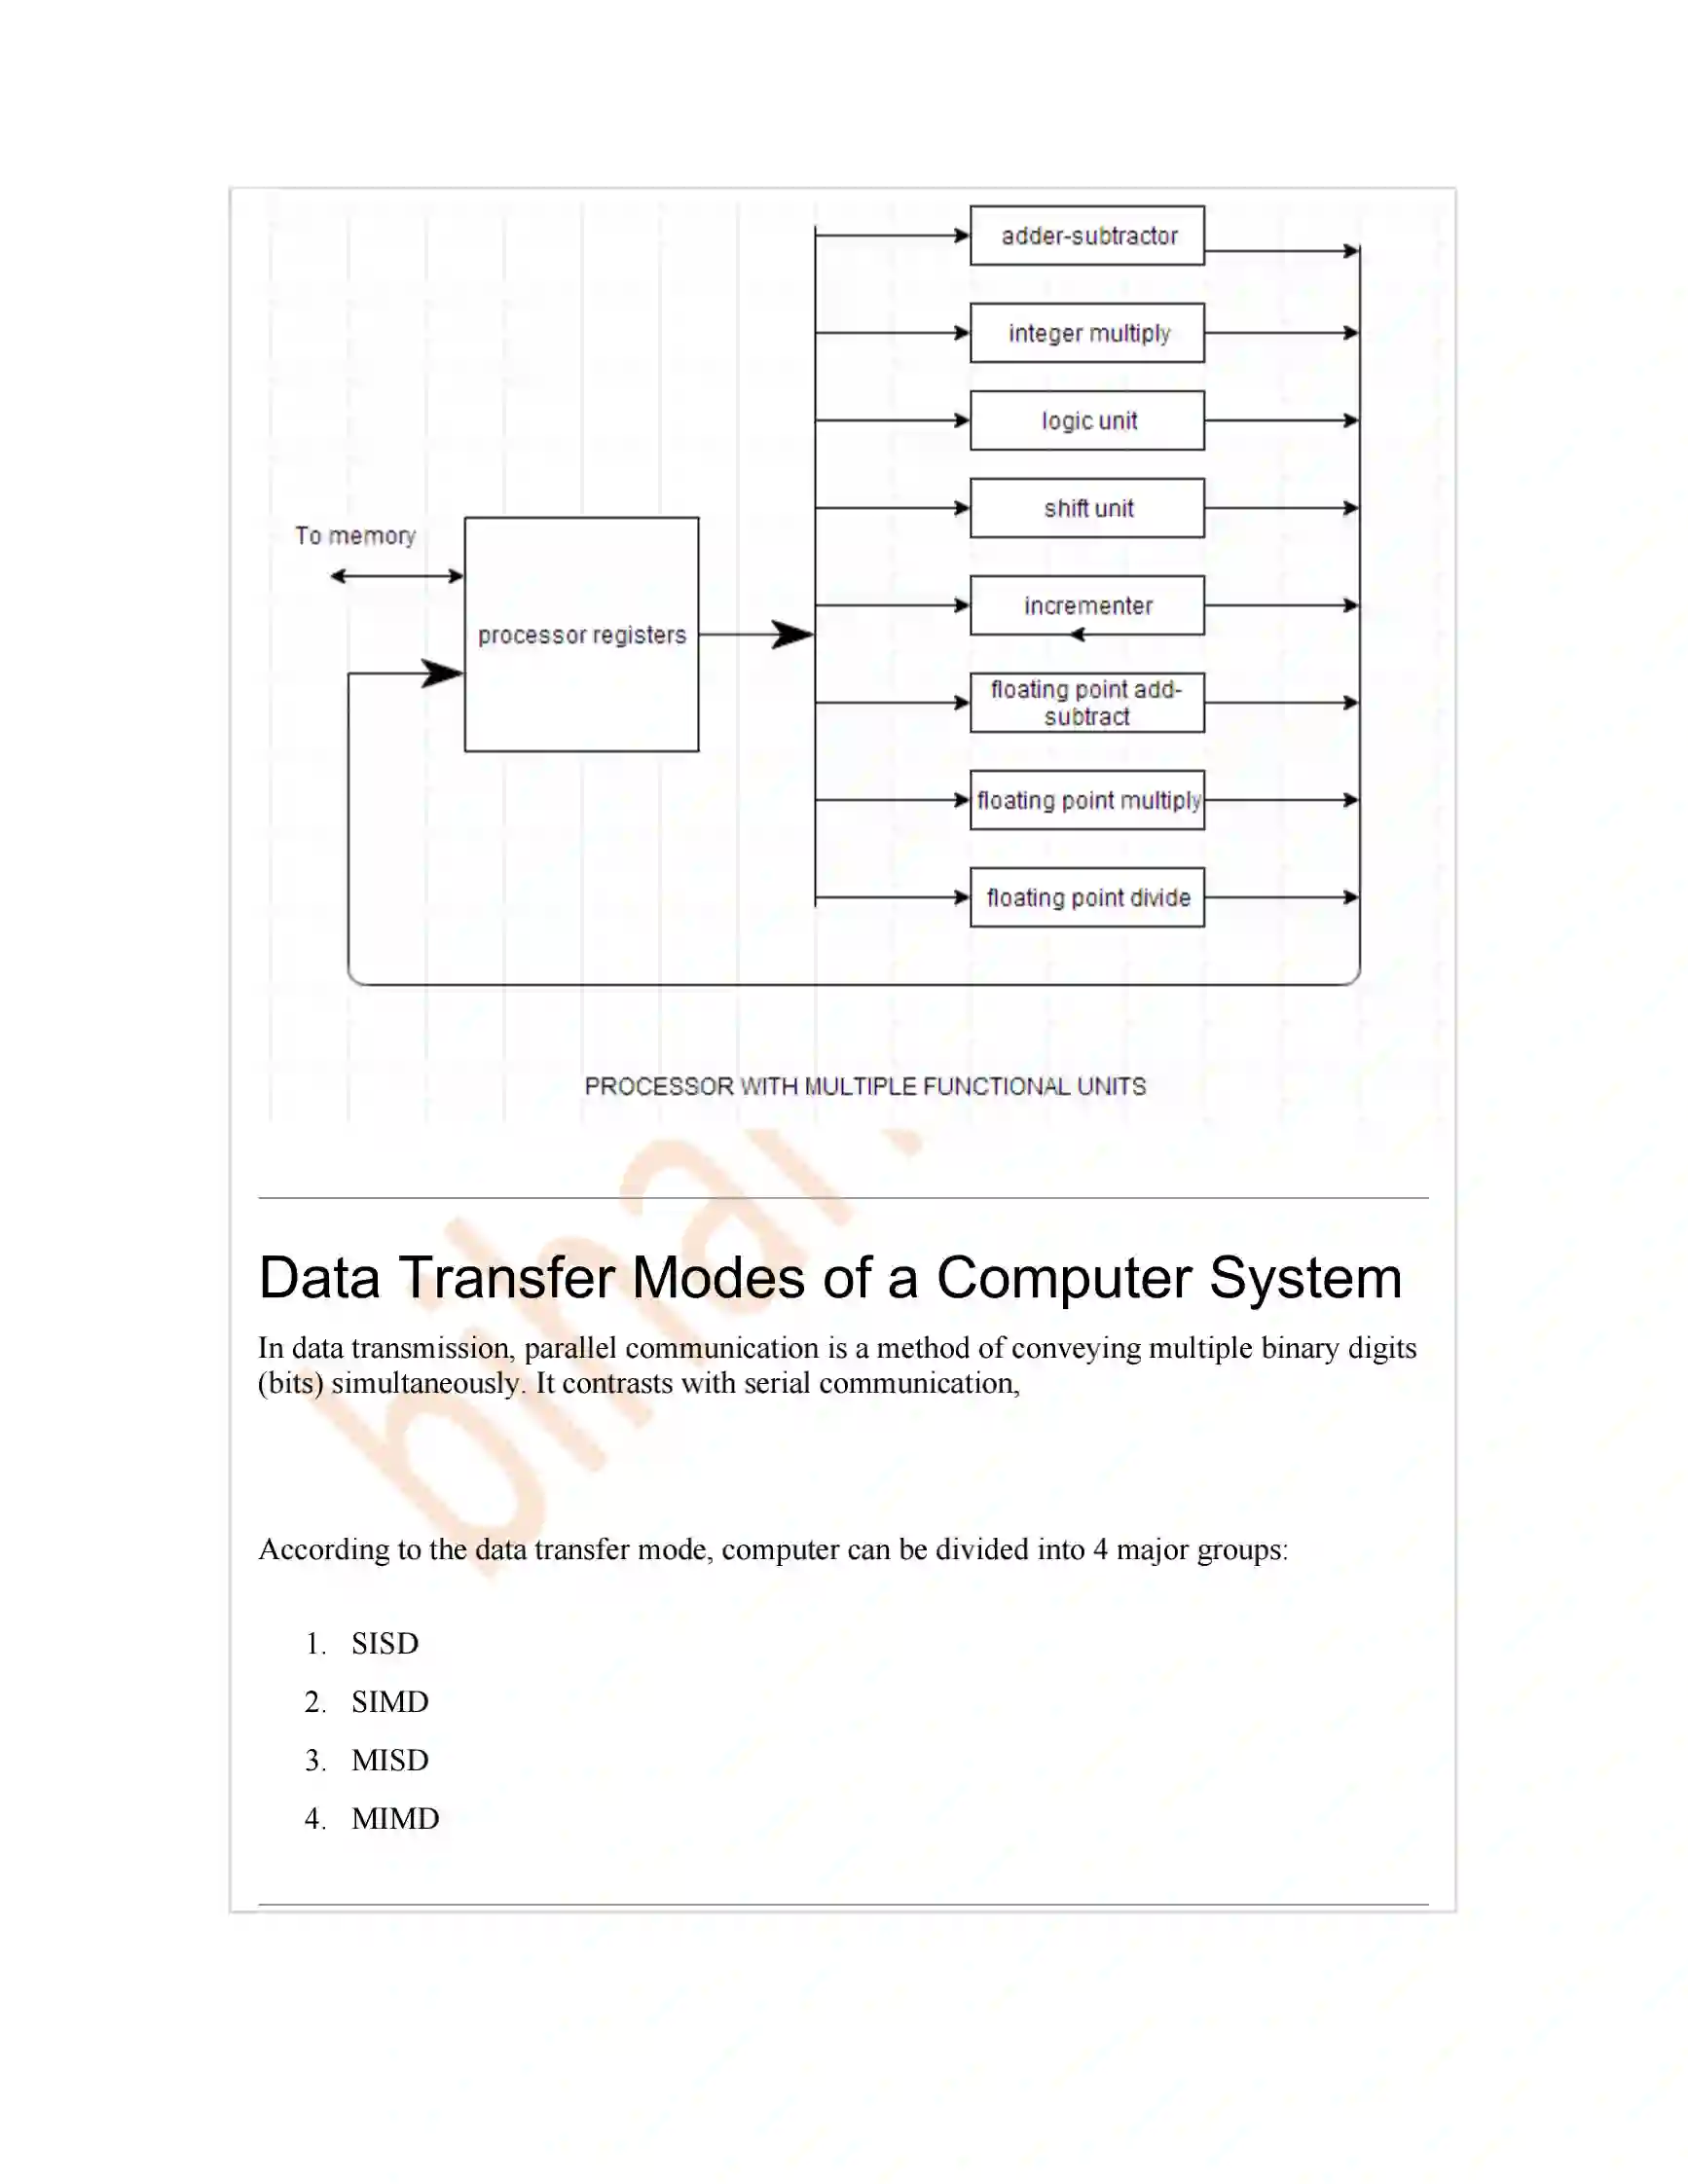 adder-subtractor
integer multiply
logic unit
shift unit
To memory
incrementer
processor registers
floating point add-
subtract
floating point multiply
floating point divide
PROCESSOR WITH MULTIPLE FUNCTIONAL UNITS
Data Transfer Modes of a Computer System
In data transmission, parallel communication is a method of conveying multiple binary digits
(bits) simultaneously. It contrasts with serial communication,
According to the data transfer mode, computer can be divided into 4 major groups:
1. SISD
2. SIMD
3. MISD
4. MIMD